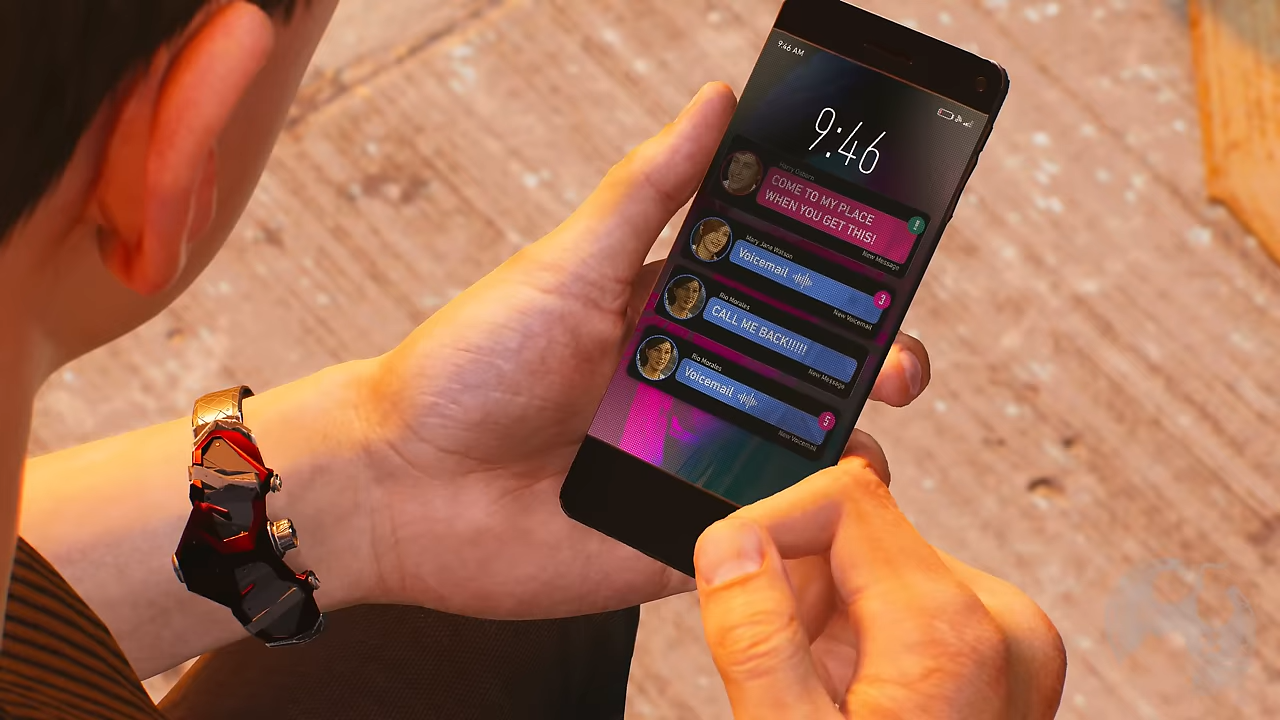 9:46 AM
9:46
Harry Osborn
COME TO MY PLACE
WHEN YOU GET THIS!
New Message
Mary Jane Watson
Voicemail
3
New Voicemail
Rio Morales
CALL ME BACK!!!!!
New Message
Rio Morales
Voicemail
5
New Voicemail